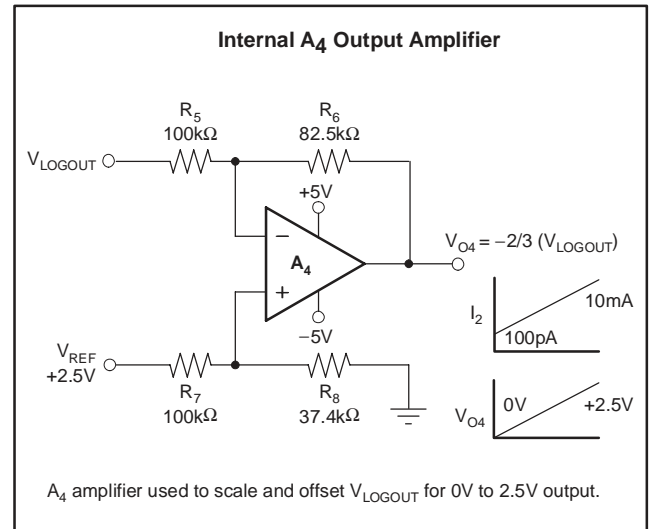 Internal A4 Output Amplifier
R5
100kΩ
R6
82.5kΩ
VLOGOUT
+5V
−
A4
+
−5V
VO4 = −2/3 (VLOGOUT)
I2
10mA
100pA
VREF
+2.5V
R7
100kΩ
R8
37.4kΩ
VO4
0V
+2.5V
A4 amplifier used to scale and offset VLOGOUT for 0V to 2.5V output.